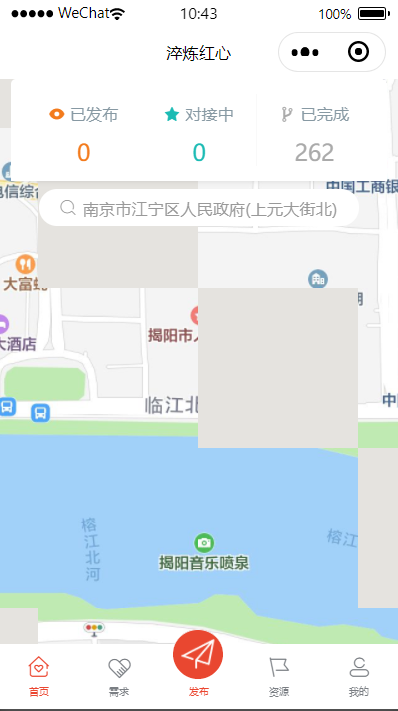 WeChat 10:43 100%
淬炼红心
已发布 对接中 已完成
0 0 262
中国工商银
电信综合
南京市江宁区人民政府(上元大街北)
大富
揭阳市人
大酒店
临江北
中
榕江北河
榕江
揭阳音乐喷泉
首页 需求 发布 资源 我的